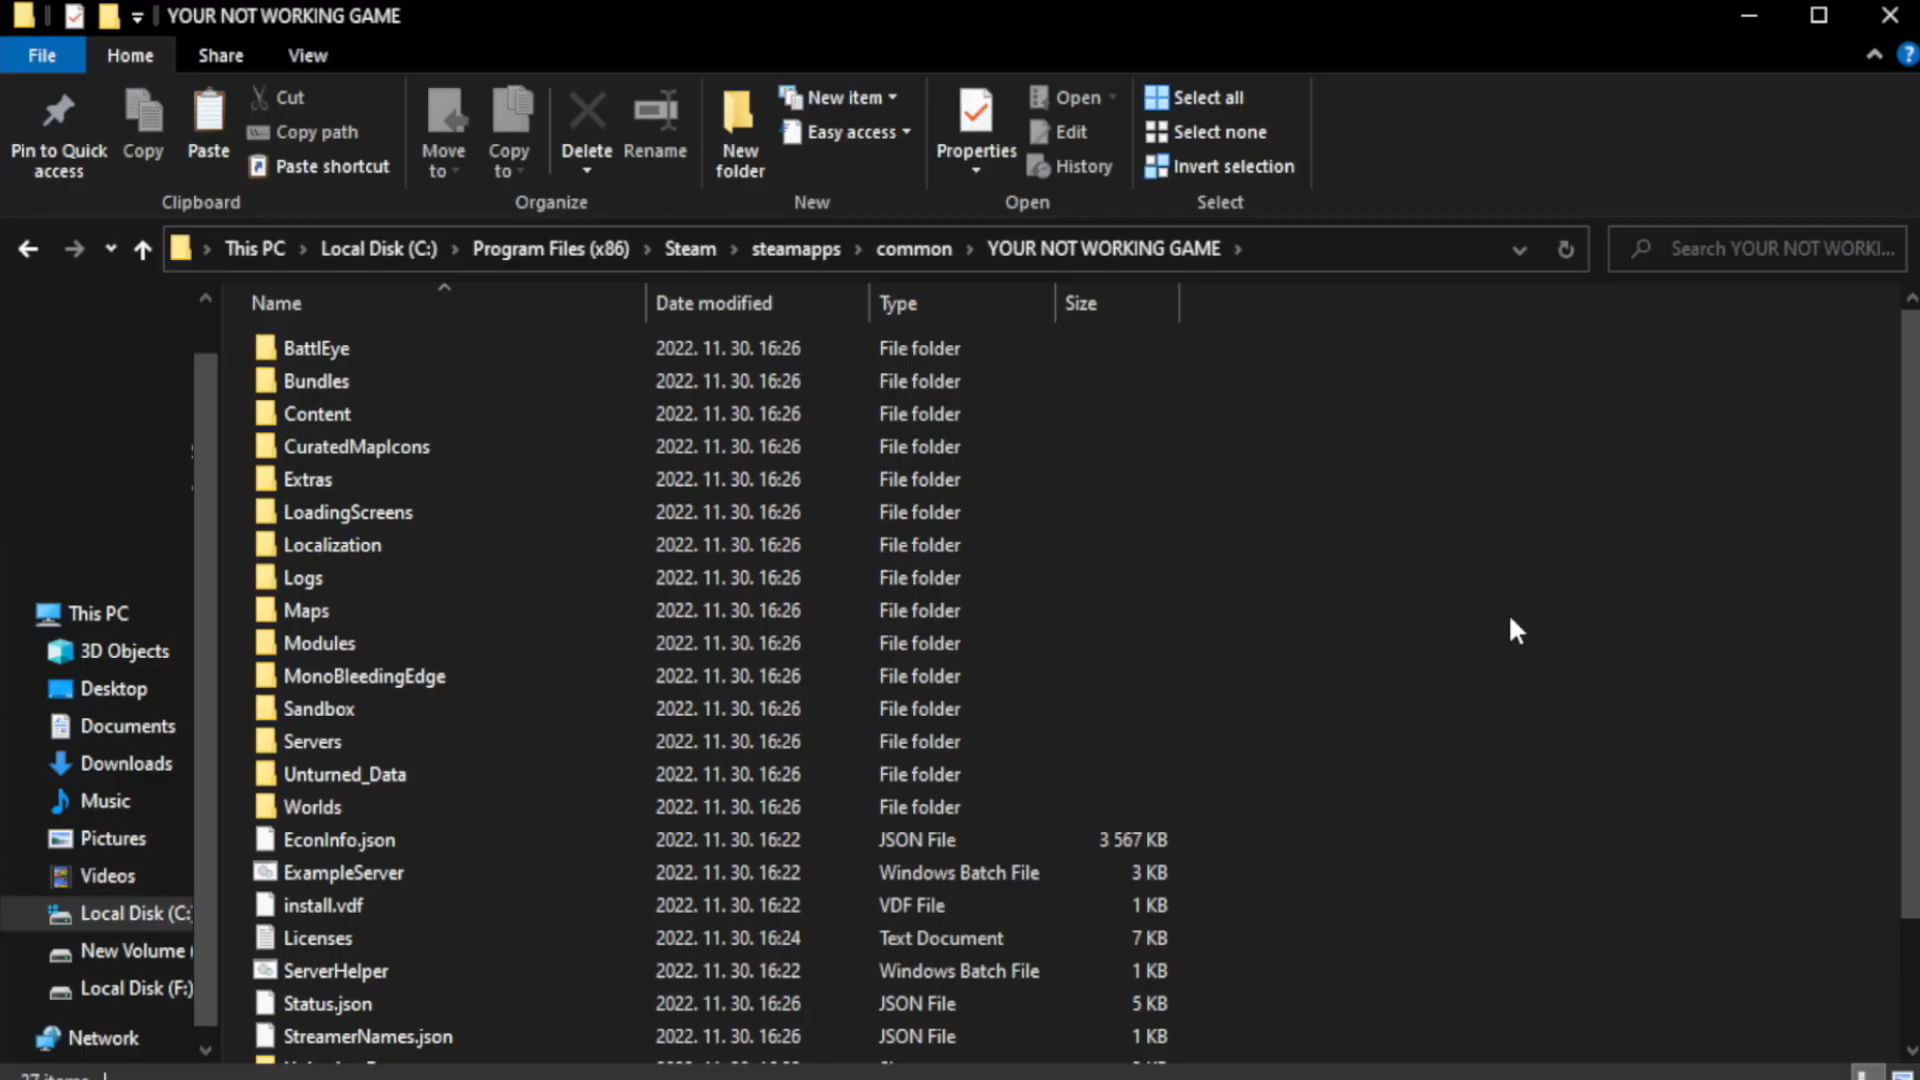 YOUR NOT WORKING GAME
File Home Share View
Pin to Quick access
Copy
Paste
Cut
Copy path
Paste shortcut
Clipboard
Move to
Copy to
Delete
Rename
Organize
New folder
New item
Easy access
New
Properties
Open
Edit
History
Open
Select all
Select none
Invert selection
Select
This PC > Local Disk (C:) > Program Files (x86) > Steam > steamapps > common > YOUR NOT WORKING GAME >
Search YOUR NOT WORKI...
This PC
3D Objects
Desktop
Documents
Downloads
Music
Pictures
Videos
Local Disk (C:
New Volume (
Local Disk (F:)
Network
Name Date modified Type Size
BattlEye 2022. 11. 30. 16:26 File folder
Bundles 2022. 11. 30. 16:26 File folder
Content 2022. 11. 30. 16:26 File folder
CuratedMapIcons 2022. 11. 30. 16:26 File folder
Extras 2022. 11. 30. 16:26 File folder
LoadingScreens 2022. 11. 30. 16:26 File folder
Localization 2022. 11. 30. 16:26 File folder
Logs 2022. 11. 30. 16:26 File folder
Maps 2022. 11. 30. 16:26 File folder
Modules 2022. 11. 30. 16:26 File folder
MonoBleedingEdge 2022. 11. 30. 16:26 File folder
Sandbox 2022. 11. 30. 16:26 File folder
Servers 2022. 11. 30. 16:26 File folder
Unturned_Data 2022. 11. 30. 16:26 File folder
Worlds 2022. 11. 30. 16:26 File folder
EconInfo.json 2022. 11. 30. 16:22 JSON File 3 567 KB
ExampleServer 2022. 11. 30. 16:22 Windows Batch File 3 KB
install.vdf 2022. 11. 30. 16:22 VDF File 1 KB
Licenses 2022. 11. 30. 16:24 Text Document 7 KB
ServerHelper 2022. 11. 30. 16:22 Windows Batch File 1 KB
Status.json 2022. 11. 30. 16:26 JSON File 5 KB
StreamerNames.json 2022. 11. 30. 16:26 JSON File 1 KB